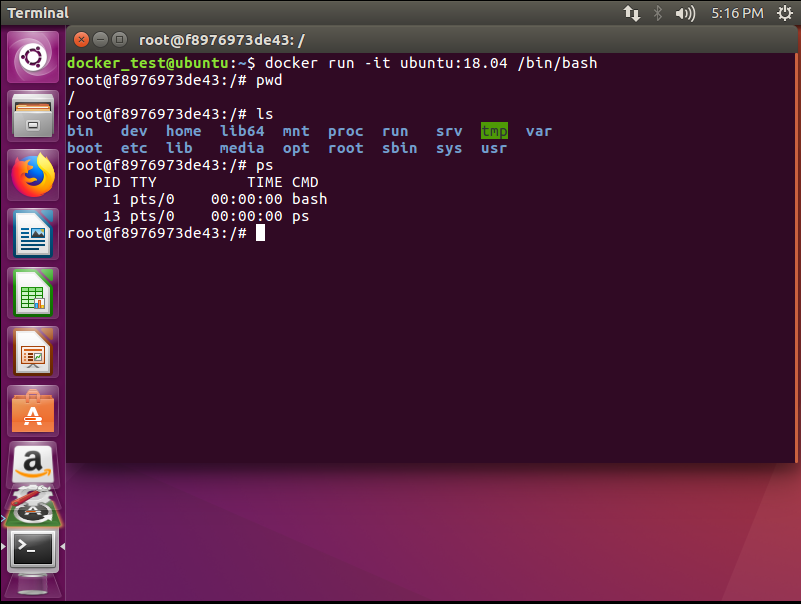 Terminal
5:16 PM
root@f8976973de43: /
docker_test@ubuntu:~$ docker run -it ubuntu:18.04 /bin/bash
root@f8976973de43:/# pwd
/
root@f8976973de43:/# ls
bin dev home lib64 mnt proc run srv tmp var
boot etc lib media opt root sbin sys usr
root@f8976973de43:/# ps
PID TTY TIME CMD
1 pts/0 00:00:00 bash
13 pts/0 00:00:00 ps
root@f8976973de43:/#
A
a
>_